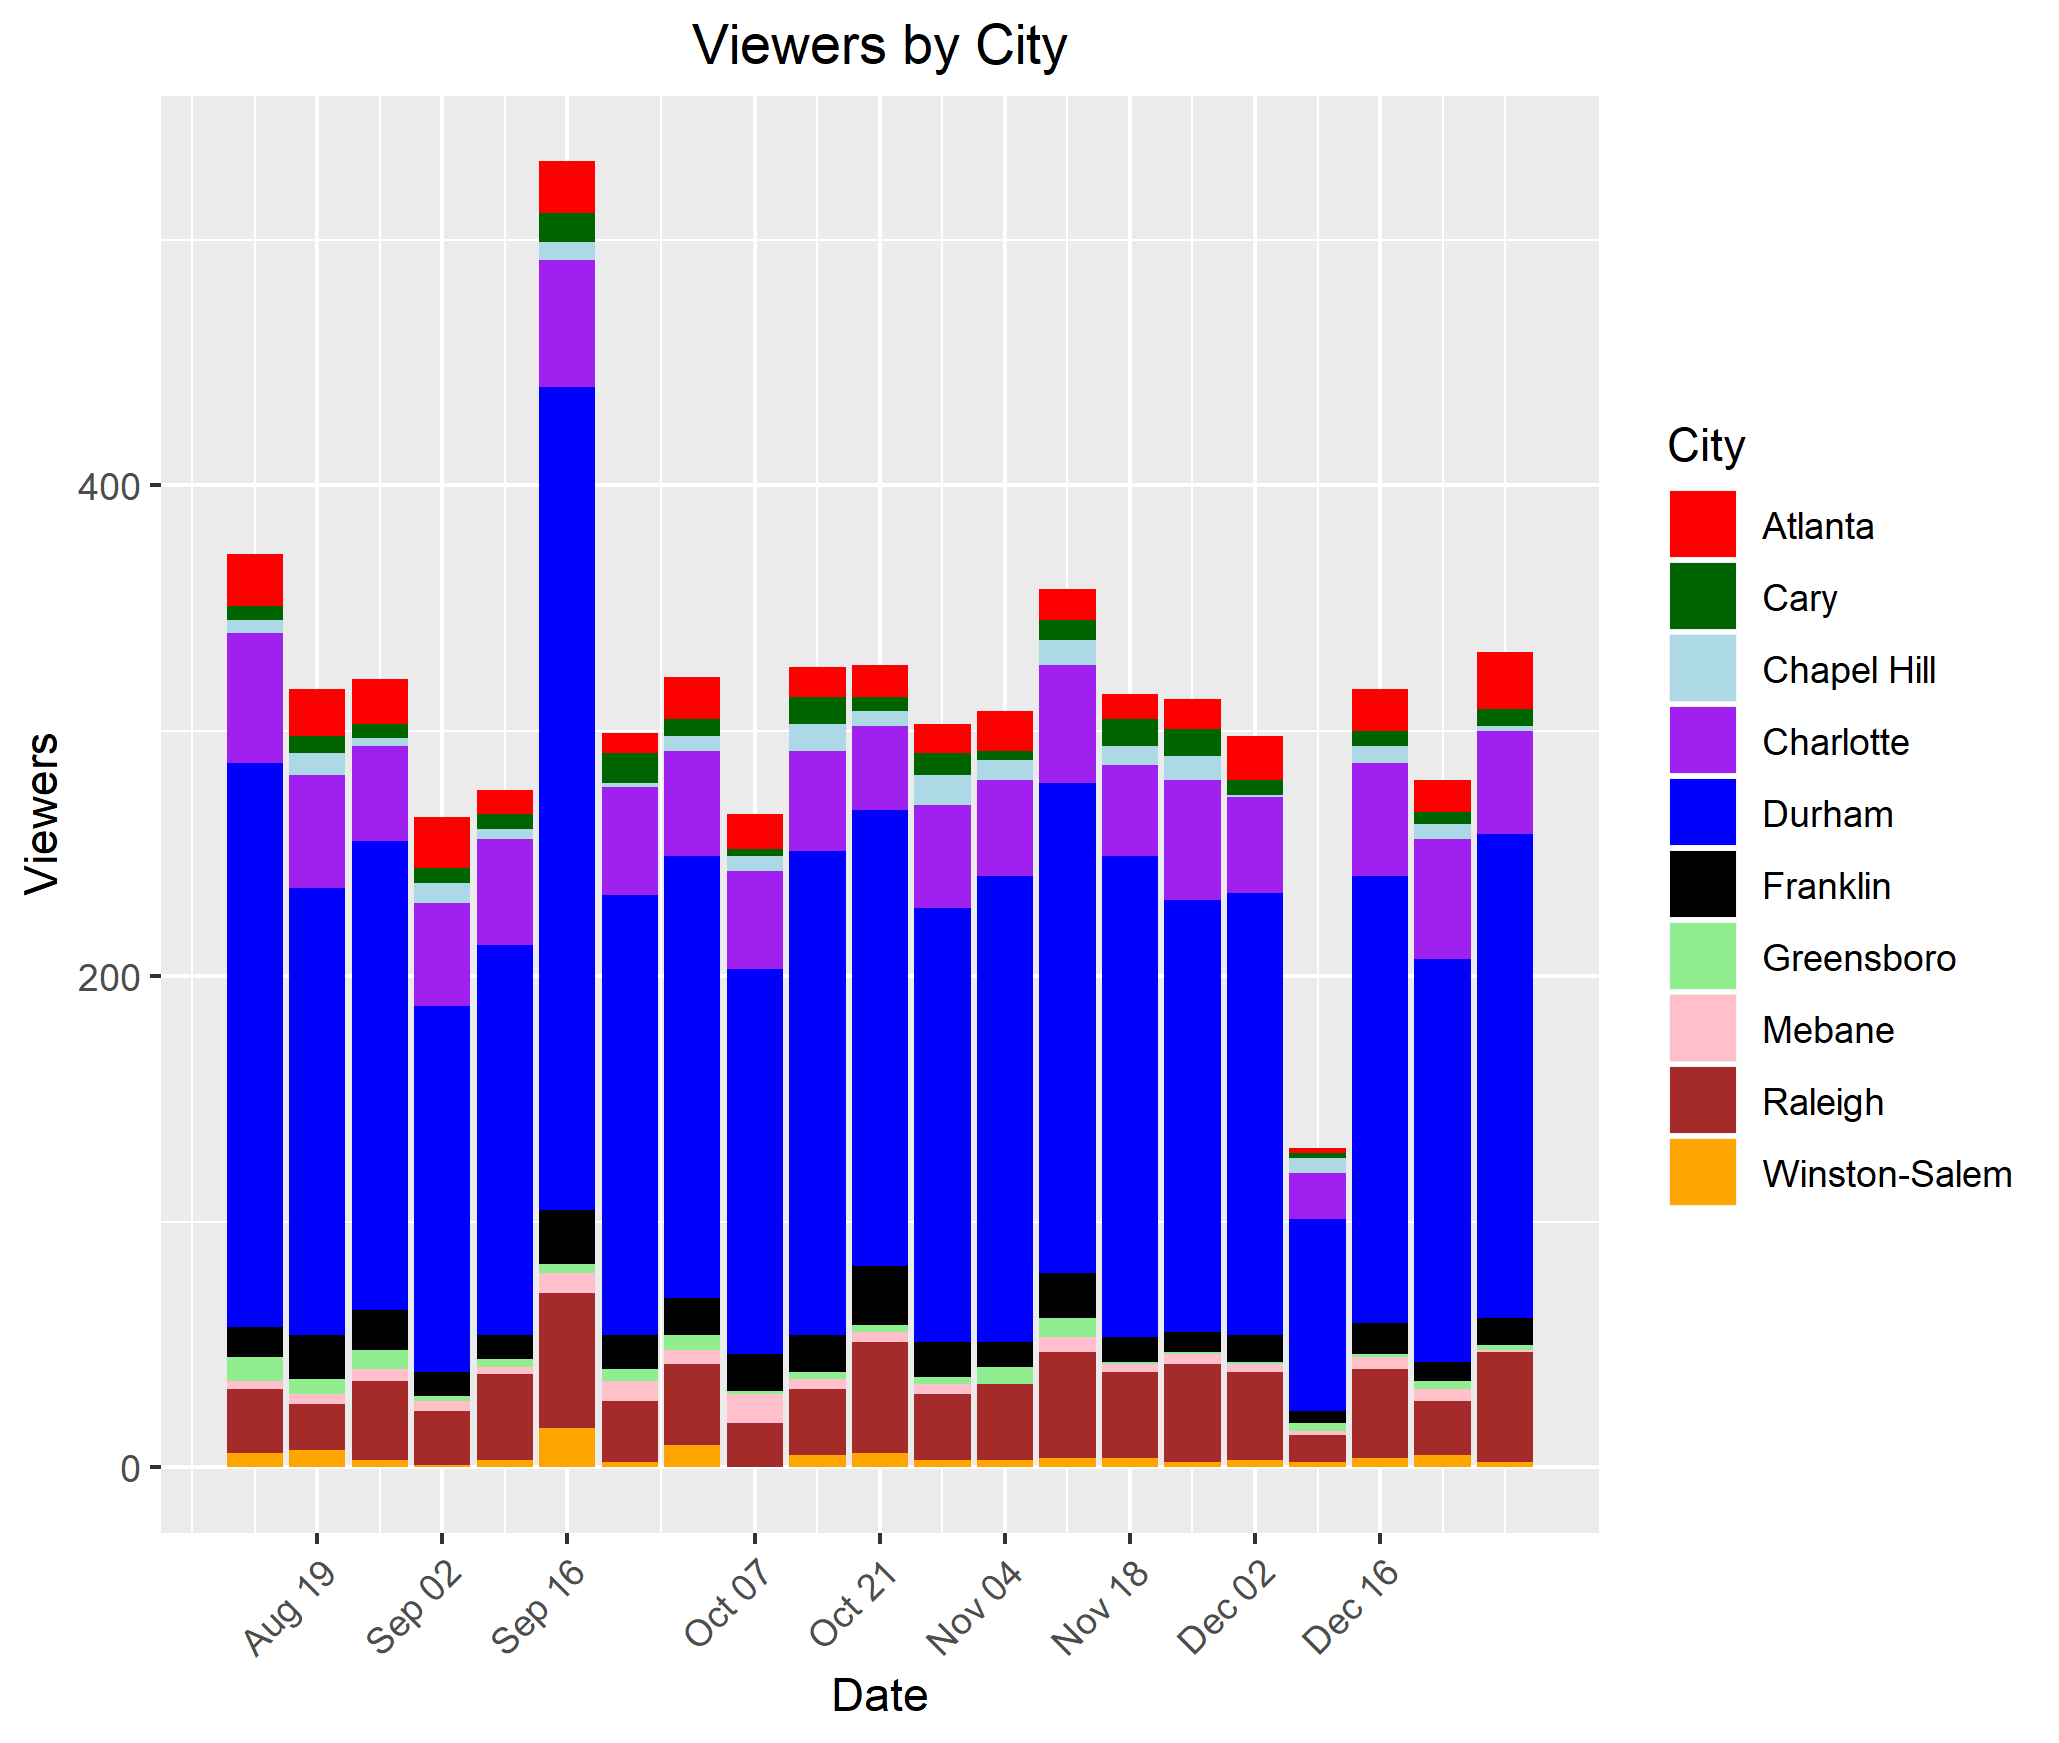 Viewers by City
Viewers
400
200
0
Aug 19
Sep 02
Sep 16
Oct 07
Oct 21
Nov 04
Nov 18
Dec 02
Dec 16
Date
City
Atlanta
Cary
Chapel Hill
Charlotte
Durham
Franklin
Greensboro
Mebane
Raleigh
Winston-Salem